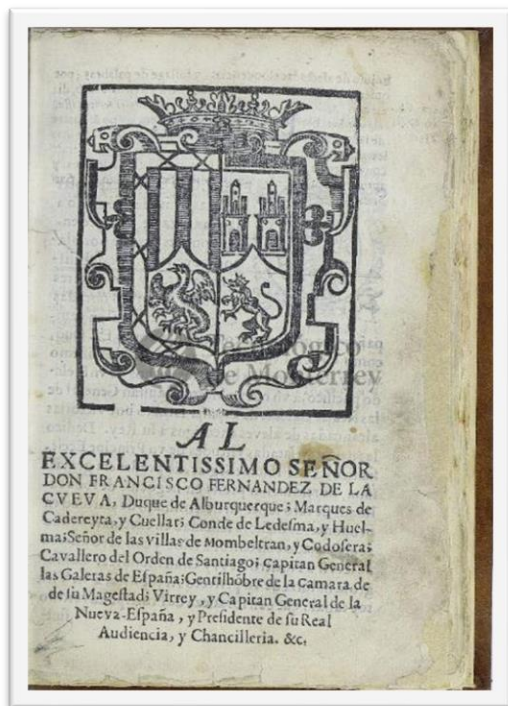 Tecnológico
de Monterrey
AL
EXCELENTISSIMO SEÑOR
DON FRANCISCO FERNANDEZ DE LA
CVEVA, Duque de Alburquerque; Marques de
Cadereyta, y Cuellar; Conde de Ledesma, y Huel-
ma; Señor de las villas de Mombeltran, y Codosera;
Cavallero del Orden de Santiago; Capitan General
las Galeras de España; Gentilhõbre de la Camara de
de su Magestad; Virrey, y Capitan General de la
Nueva-España, y Presidente de su Real
Audiencia, y Chancilleria. &c.